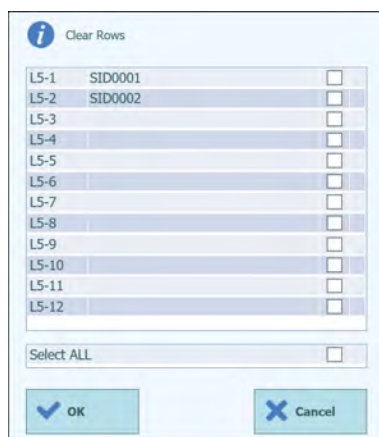 Clear Rows
L5-1 SID0001
L5-2 SID0002
L5-3
L5-4
L5-5
L5-6
L5-7
L5-8
L5-9
L5-10
L5-11
L5-12
Select ALL
OK Cancel